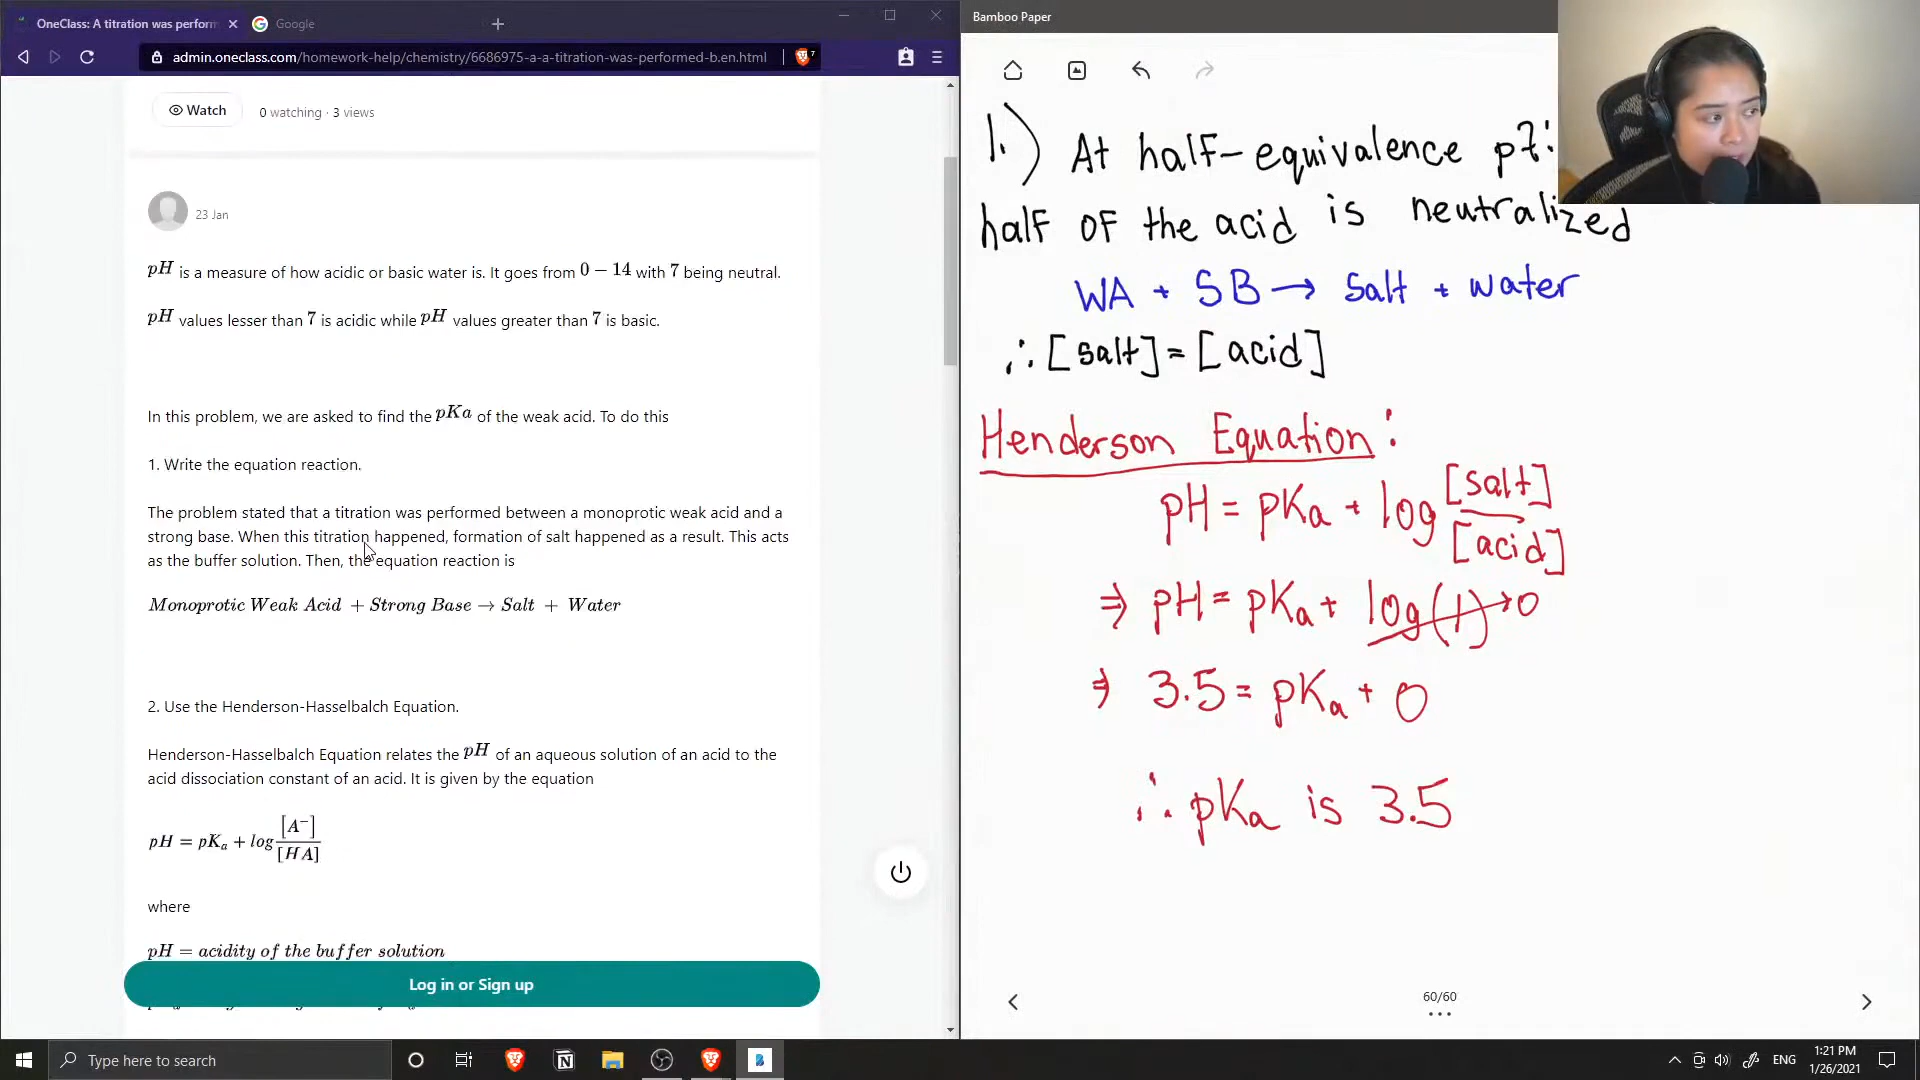 OneClass: A titration was perform
Google
admin.oneclass.com/homework-help/chemistry/6686975-a-a-titration-was-performed-b.en.html
7
Watch
0 watching · 3 views
23 Jan
pH is a measure of how acidic or basic water is. It goes from 0 – 14 with 7 being neutral.
pH values lesser than 7 is acidic while pH values greater than 7 is basic.
In this problem, we are asked to find the pKa of the weak acid. To do this
1. Write the equation reaction.
The problem stated that a titration was performed between a monoprotic weak acid and a
strong base. When this titration happened, formation of salt happened as a result. This acts
as the buffer solution. Then, the equation reaction is
Monoprotic Weak Acid + Strong Base → Salt + Water
2. Use the Henderson-Hasselbalch Equation.
Henderson-Hasselbalch Equation relates the pH of an aqueous solution of an acid to the
acid dissociation constant of an acid. It is given by the equation
pH = pKₐ + log [A⁻] / [HA]
where
pH = acidity of the buffer solution
Log in or Sign up
Bamboo Paper
1.) At half-equivalence pt:
half of the acid is neutralized
WA + SB → salt + water
∴ [salt] = [acid]
Henderson Equation:
pH = pKa + log [salt] / [acid]
⇒ pH = pKa + log(1) → 0
⇒ 3.5 = pKa + 0
∴ pKa is 3.5
60/60
Type here to search
ENG
1:21 PM
1/26/2021